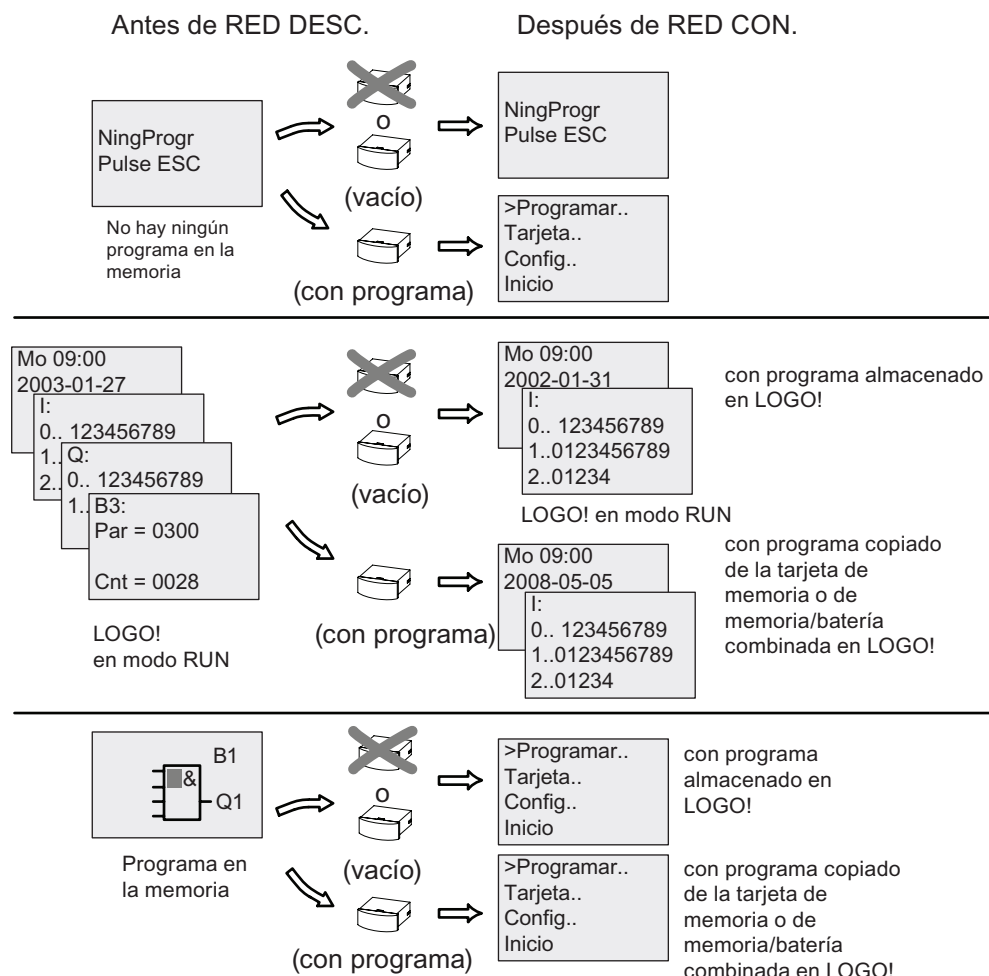 Antes de RED DESC.
Después de RED CON.
NingProgr
Pulse ESC
No hay ningún
programa en la
memoria
o
(vacío)
(con programa)
NingProgr
Pulse ESC
>Programar..
Tarjeta..
Config..
Inicio
Mo 09:00
2003-01-27
I:
0.. 123456789
1..
2..
Q:
0.. 123456789
1..
B3:
Par = 0300
Cnt = 0028
LOGO!
en modo RUN
o
(vacío)
(con programa)
Mo 09:00
2002-01-31
I:
0.. 123456789
1..0123456789
2..01234
LOGO! en modo RUN
con programa almacenado
en LOGO!
Mo 09:00
2008-05-05
I:
0.. 123456789
1..0123456789
2..01234
con programa copiado
de la tarjeta de
memoria o de
memoria/batería
combinada en LOGO!
B1
&
Q1
Programa en
la memoria
o
(vacío)
(con programa)
>Programar..
Tarjeta..
Config..
Inicio
con programa
almacenado en
LOGO!
>Programar..
Tarjeta..
Config..
Inicio
con programa copiado
de la tarjeta de
memoria o de
memoria/batería
combinada en LOGO!